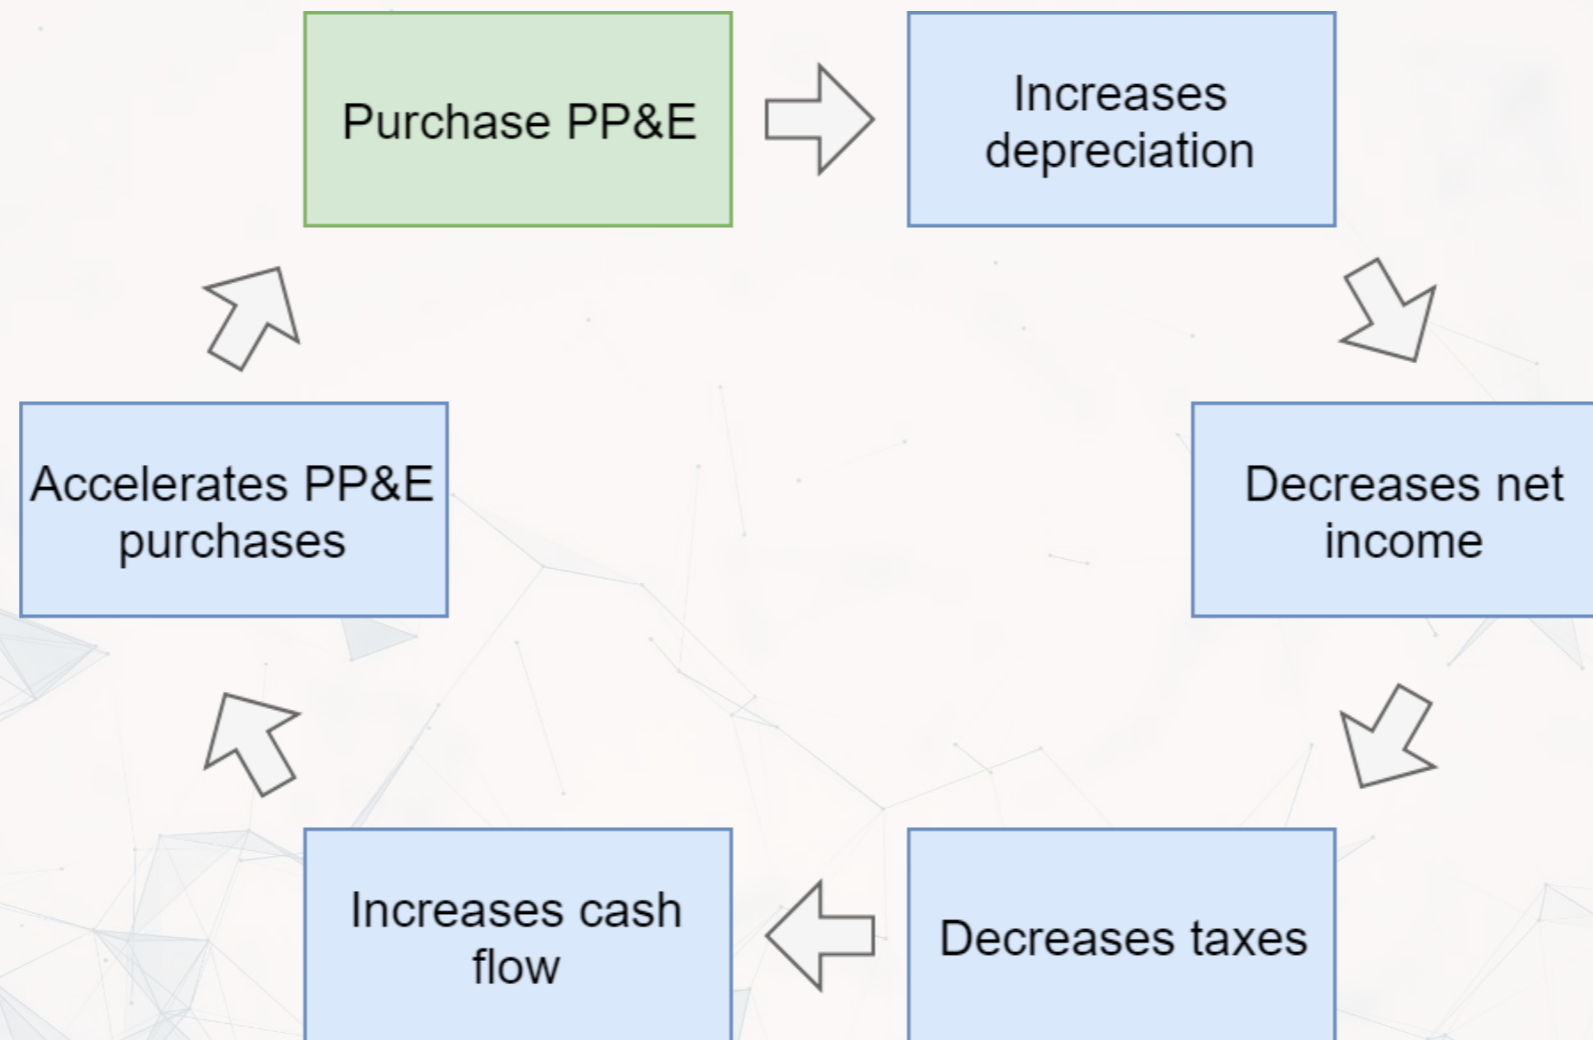 Purchase PP&E
Increases
depreciation
Decreases net
income
Decreases taxes
Increases cash
flow
Accelerates PP&E
purchases